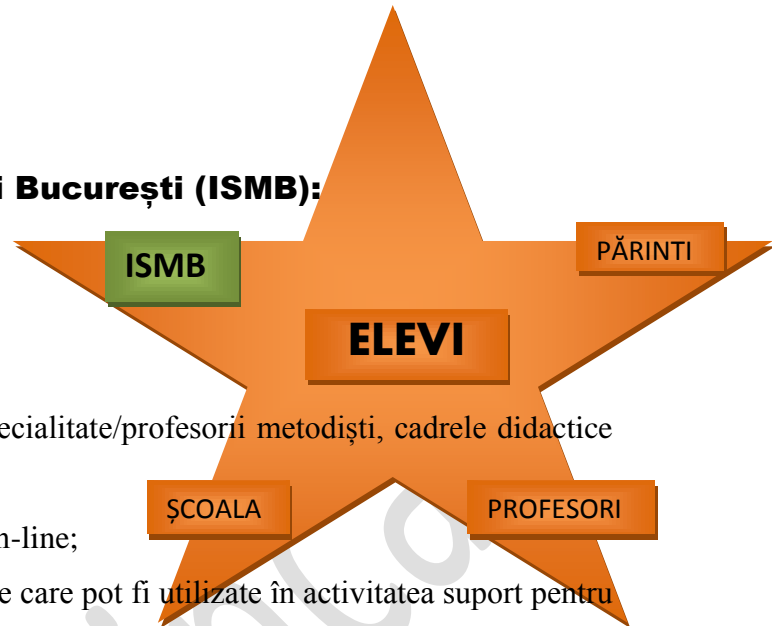 i București (ISMB):
ISMB
PĂRINTI
ELEVI
ecialitate/profesorii metodiști, cadrele didactice
ȘCOALA
PROFESORI
n-line;
e care pot fi utilizate în activitatea suport pentru